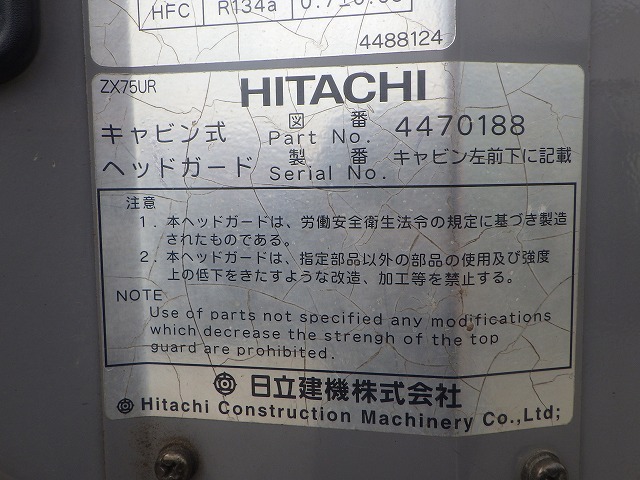 HFC R134a
4488124
ZX75UR HITACHI
キャビン式 図番 Part No. 4470188
ヘッドガード 製番 Serial No. キャビン左前下に記載
注意
1. 本ヘッドガードは、労働安全衛生法令の規定に基づき製造
されたものである。
2. 本ヘッドガードは、指定部品以外の部品の使用及び強度
上の低下をきたすような改造、加工等を禁止する。
NOTE
Use of parts not specified any modifications
which decrease the strengh of the top
guard are prohibited.
日立建機株式会社
Hitachi Construction Machinery Co.,Ltd;